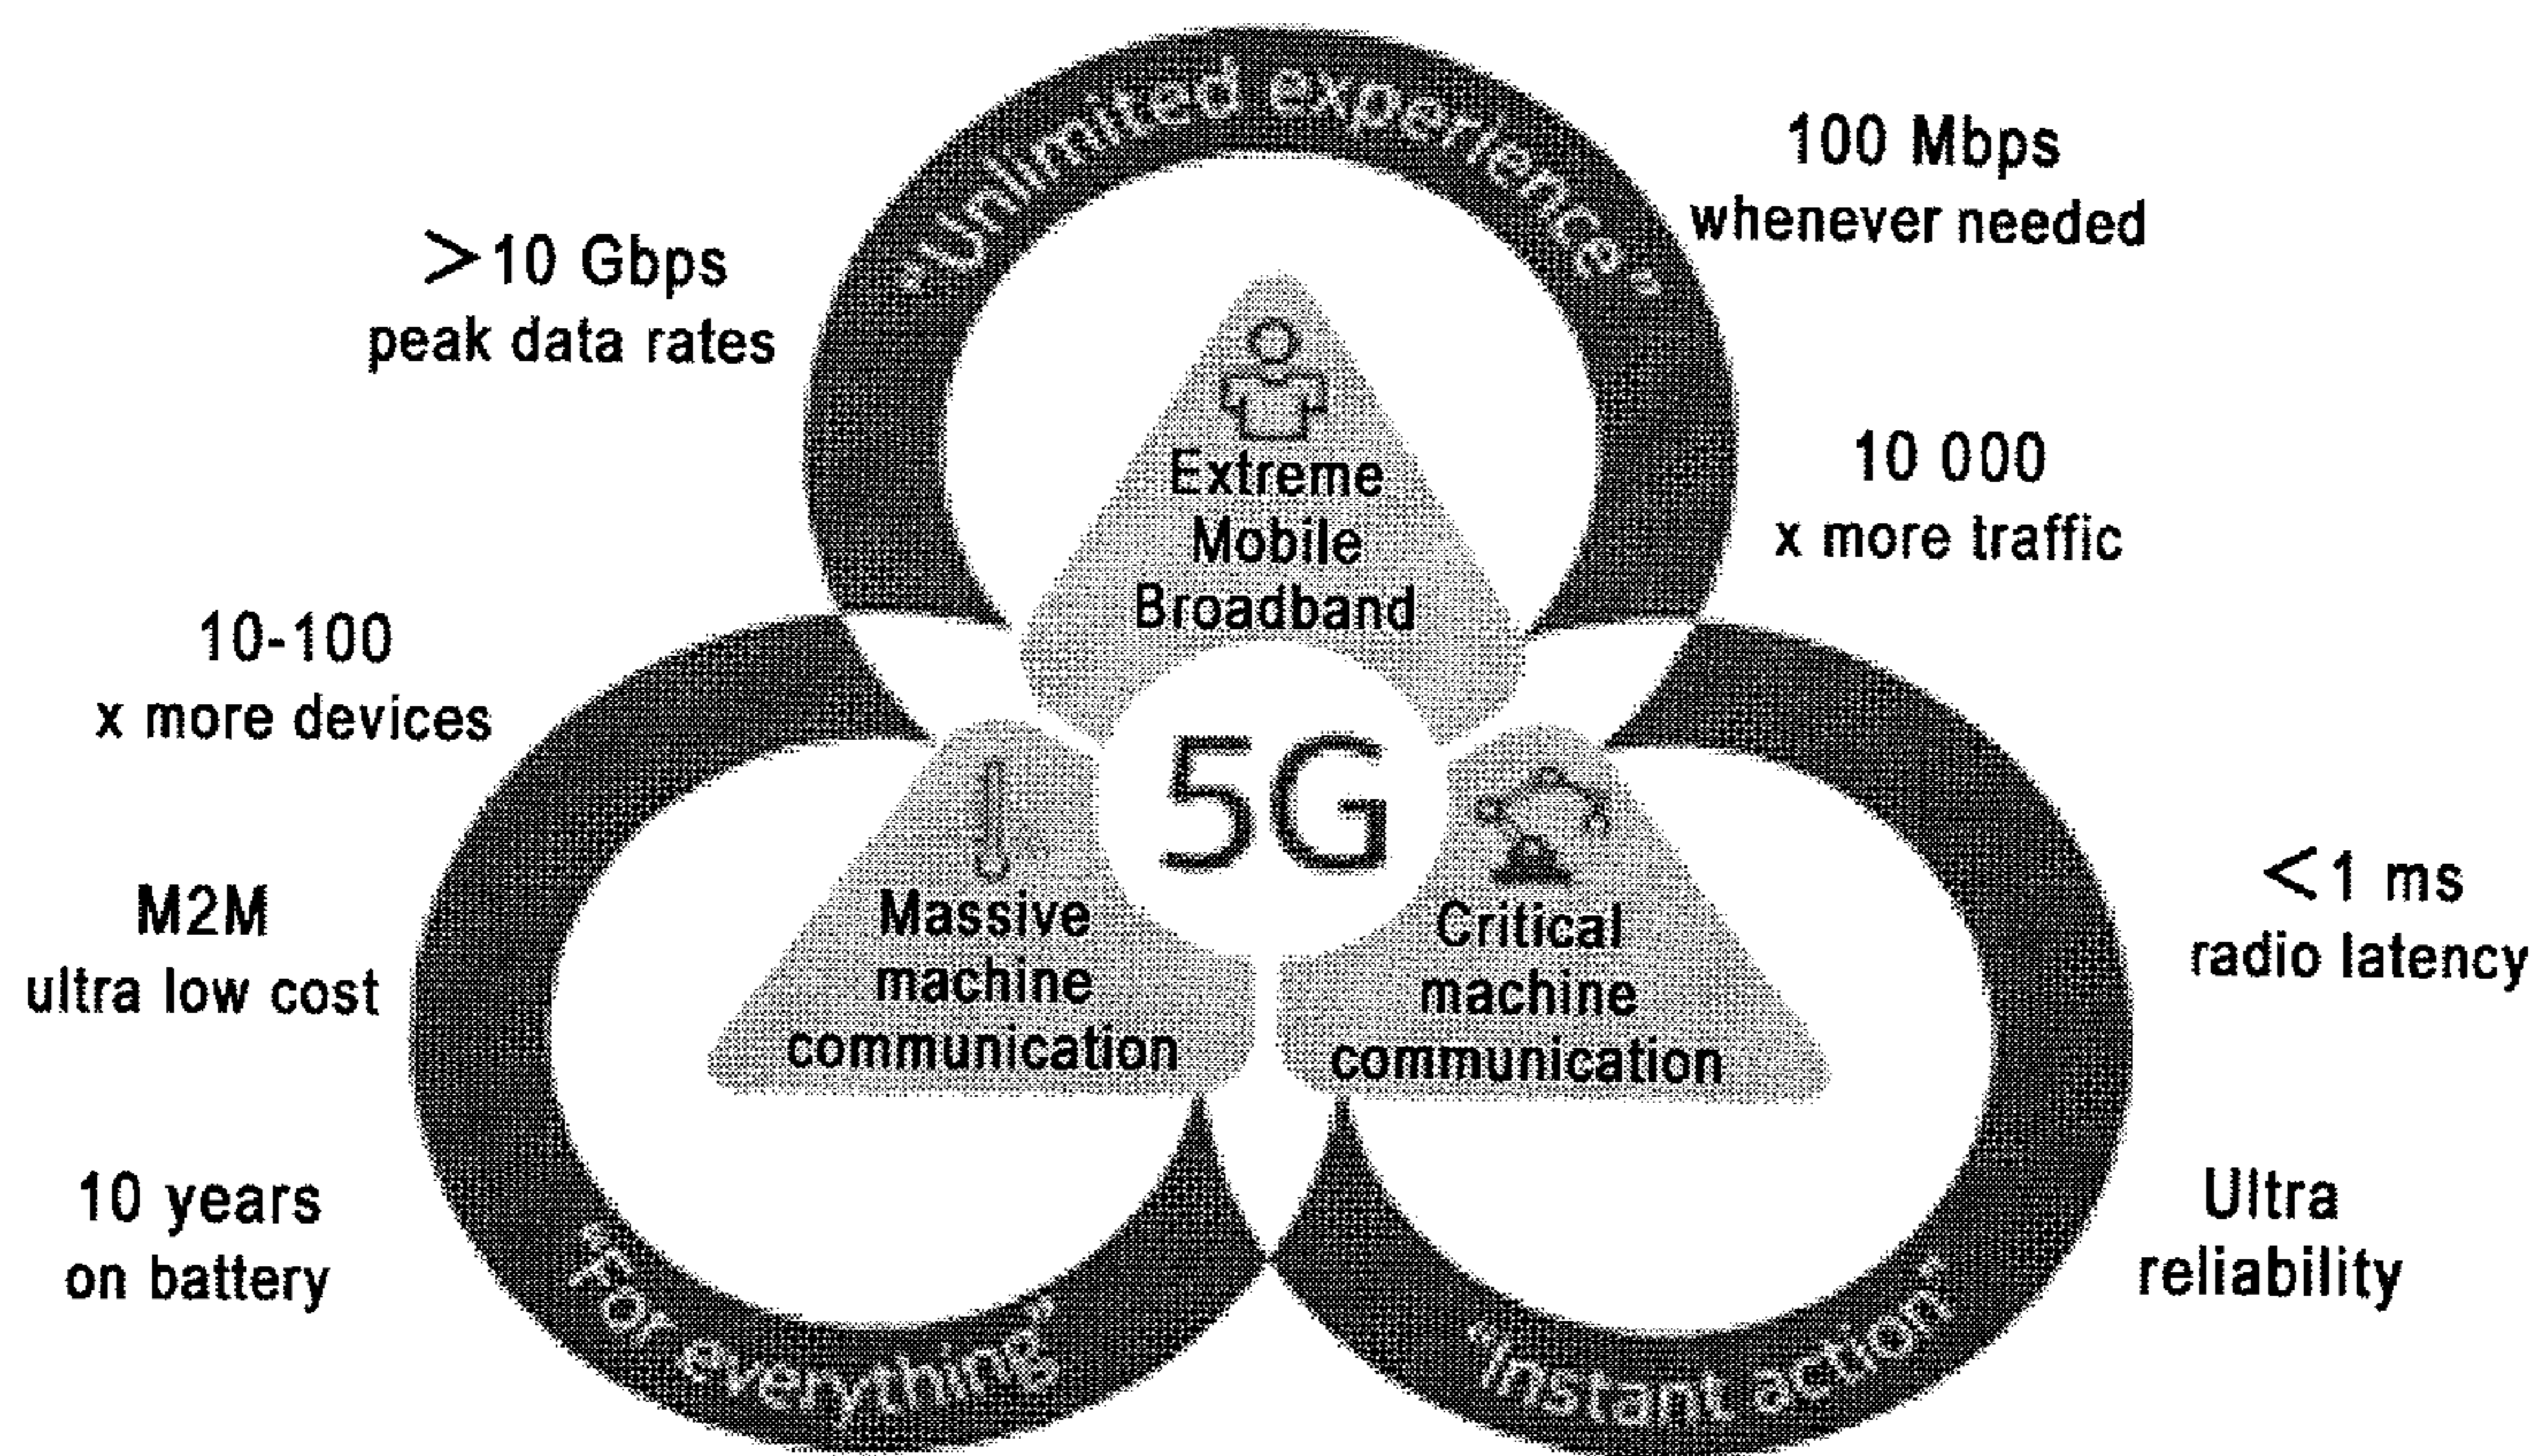 "Unlimited experience"
>10 Gbps
peak data rates
100 Mbps
whenever needed
10 000
x more traffic
Extreme
Mobile
Broadband
5G
10-100
x more devices
M2M
ultra low cost
10 years
on battery
Massive
machine
communication
"For everything"
Critical
machine
communication
<1 ms
radio latency
Ultra
reliability
"Instant action"